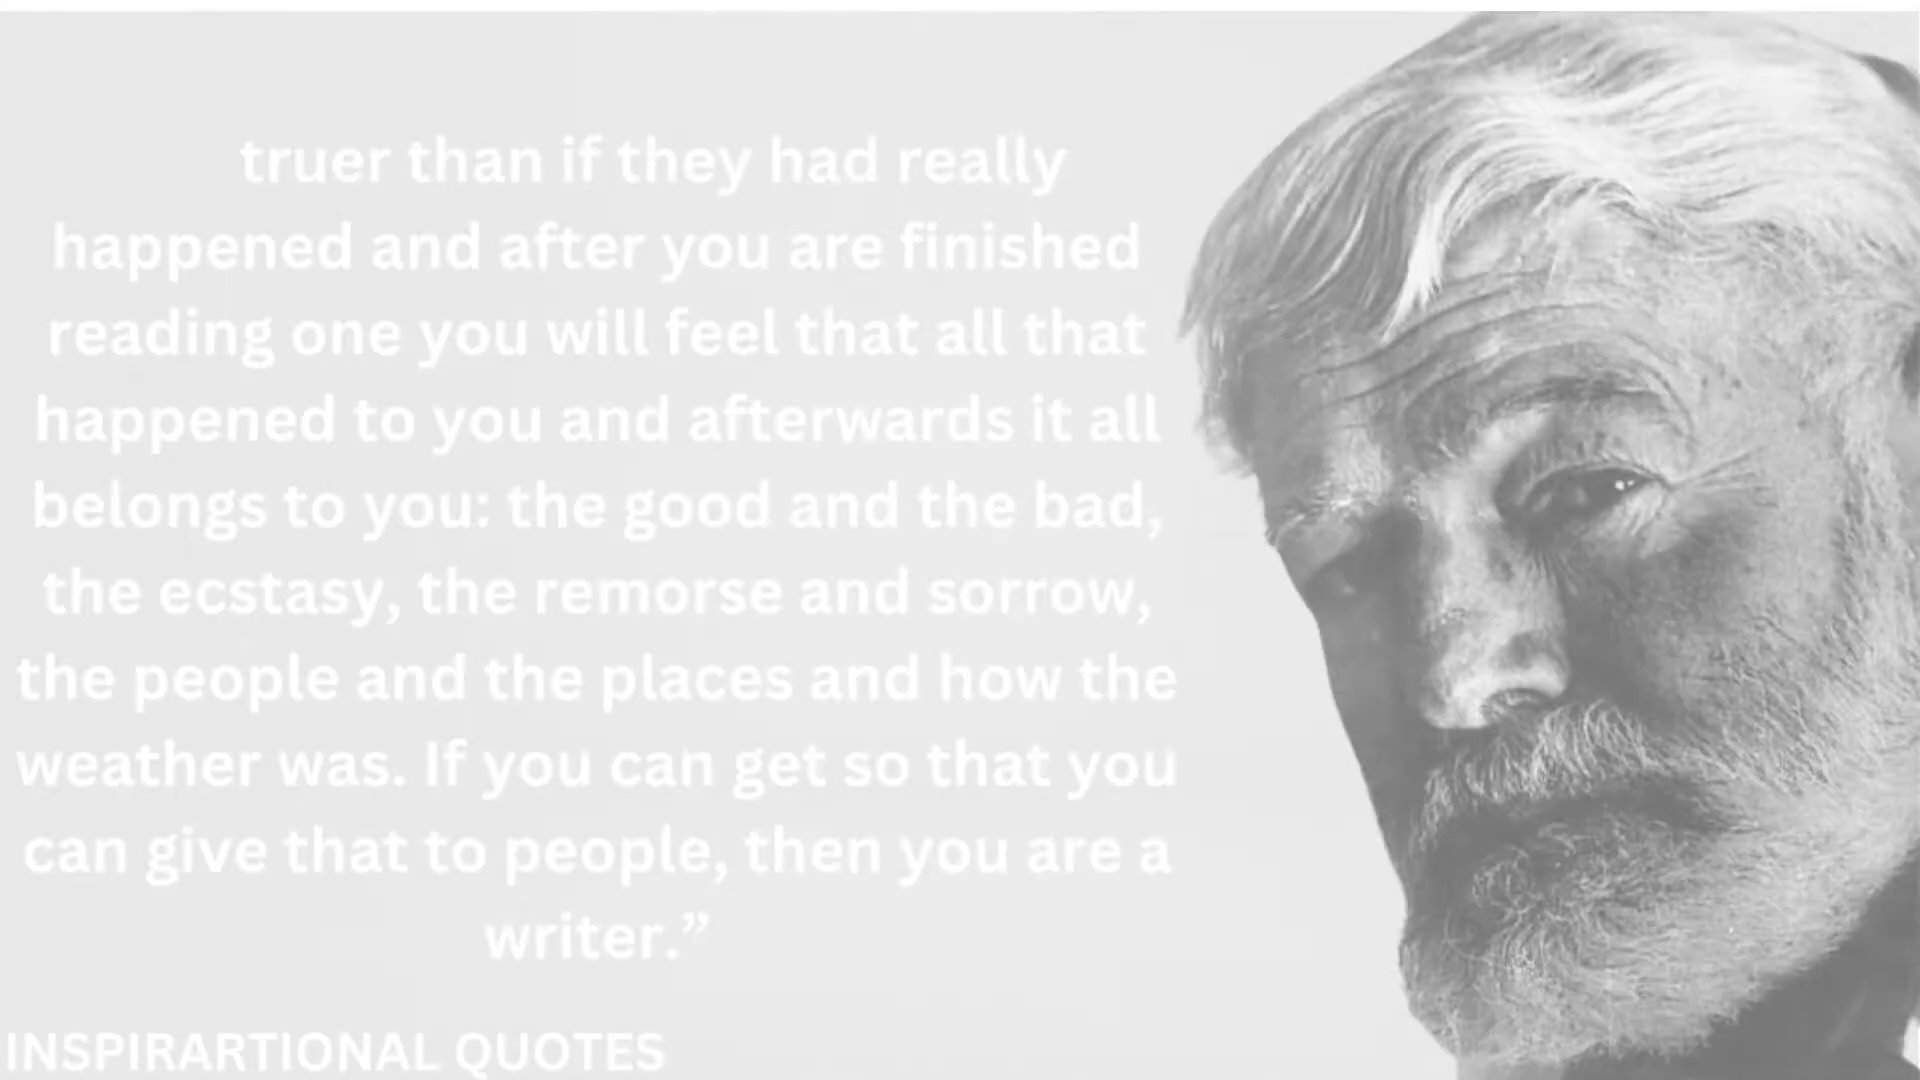 truer than if they had really
happened and after you are finished
reading one you will feel that all that
happened to you and afterwards it all
belongs to you: the good and the bad,
the ecstasy, the remorse and sorrow,
the people and the places and how the
weather was. If you can get so that you
can give that to people, then you are a
writer.”
INSPIRARTIONAL QUOTES